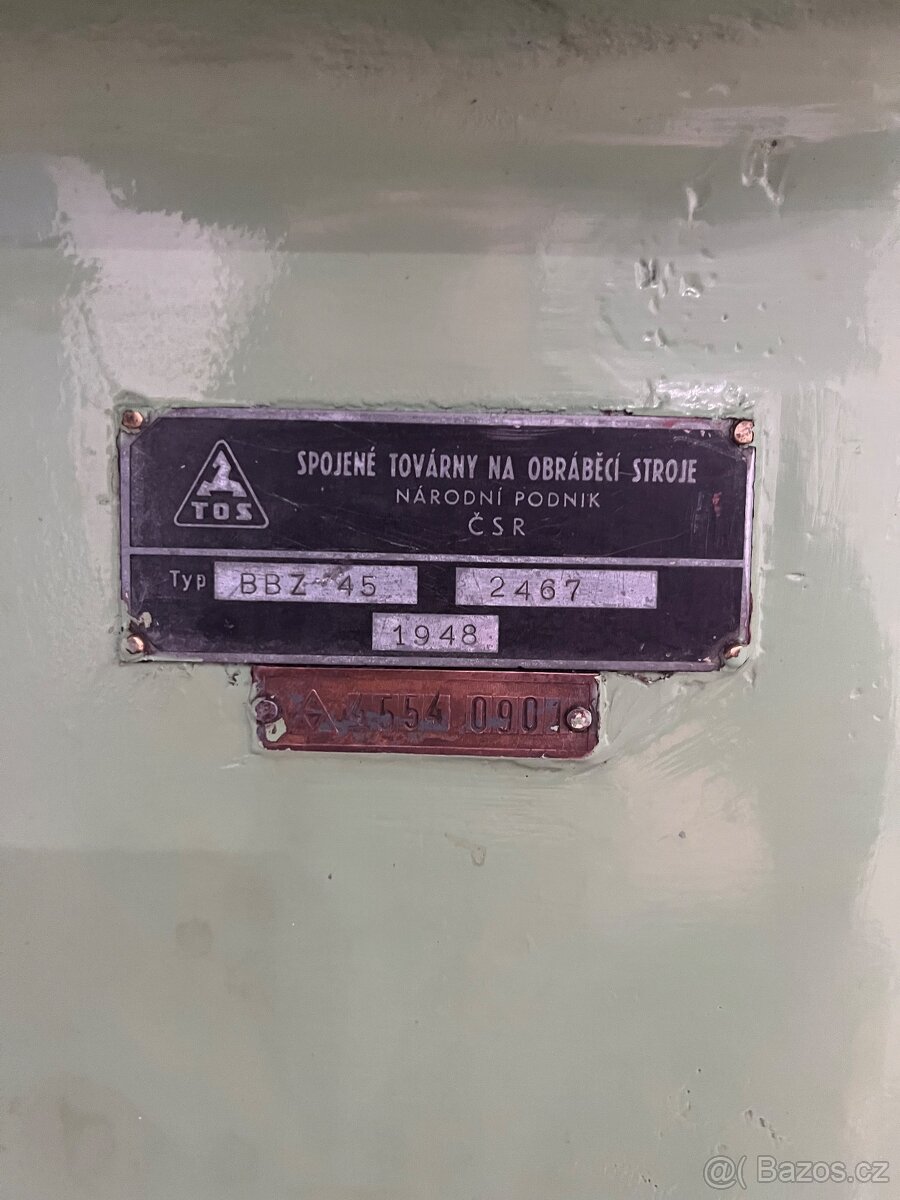 SPOJENÉ TOVÁRNY NA OBRÁBĚCÍ STROJE
NÁRODNÍ PODNIK
ČSR
TOS
Typ BBZ 45 2467
1948
4554 0901
@( Bazos.cz